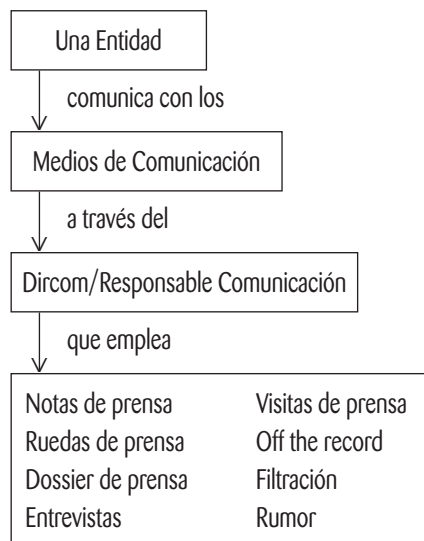 Una Entidad
comunica con los
Medios de Comunicación
a través del
Dircom/Responsable Comunicación
que emplea
Notas de prensa
Ruedas de prensa
Dossier de prensa
Entrevistas
Visitas de prensa
Off the record
Filtración
Rumor